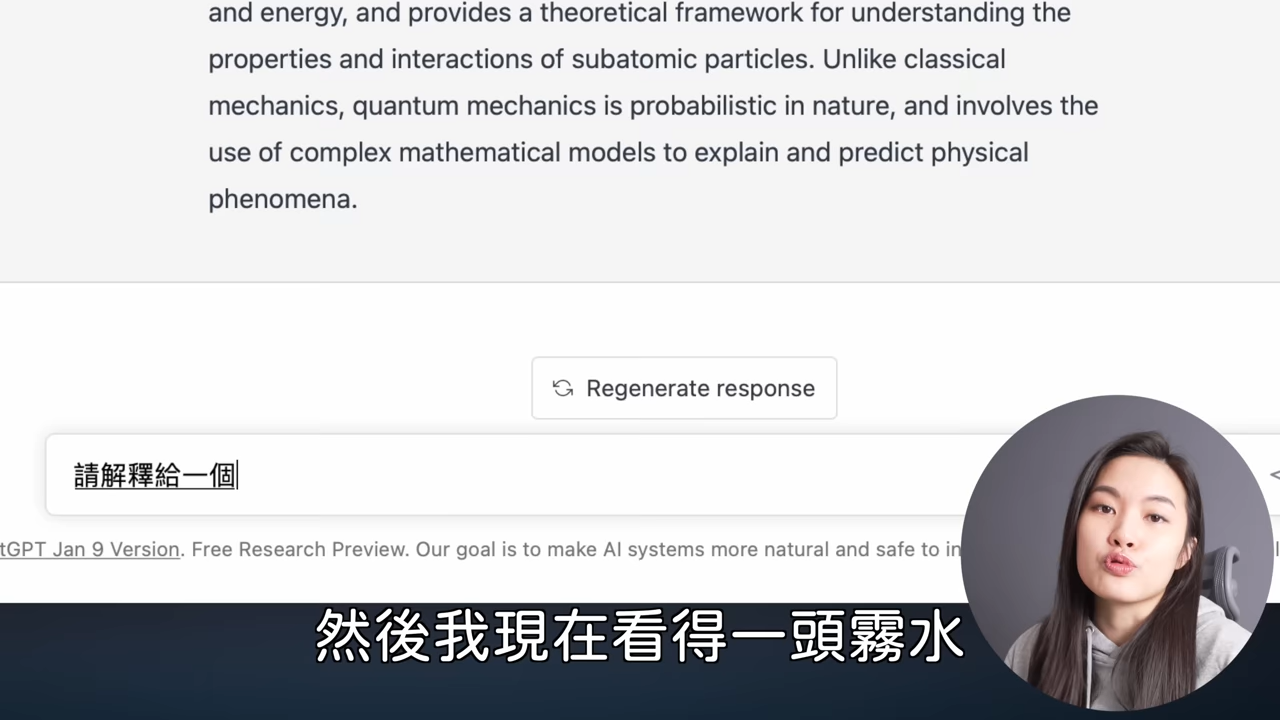 and energy, and provides a theoretical framework for understanding the
properties and interactions of subatomic particles. Unlike classical
mechanics, quantum mechanics is probabilistic in nature, and involves the
use of complex mathematical models to explain and predict physical
phenomena.
Regenerate response
請解釋給一個
tGPT Jan 9 Version. Free Research Preview. Our goal is to make AI systems more natural and safe to in
然後我現在看得一頭霧水